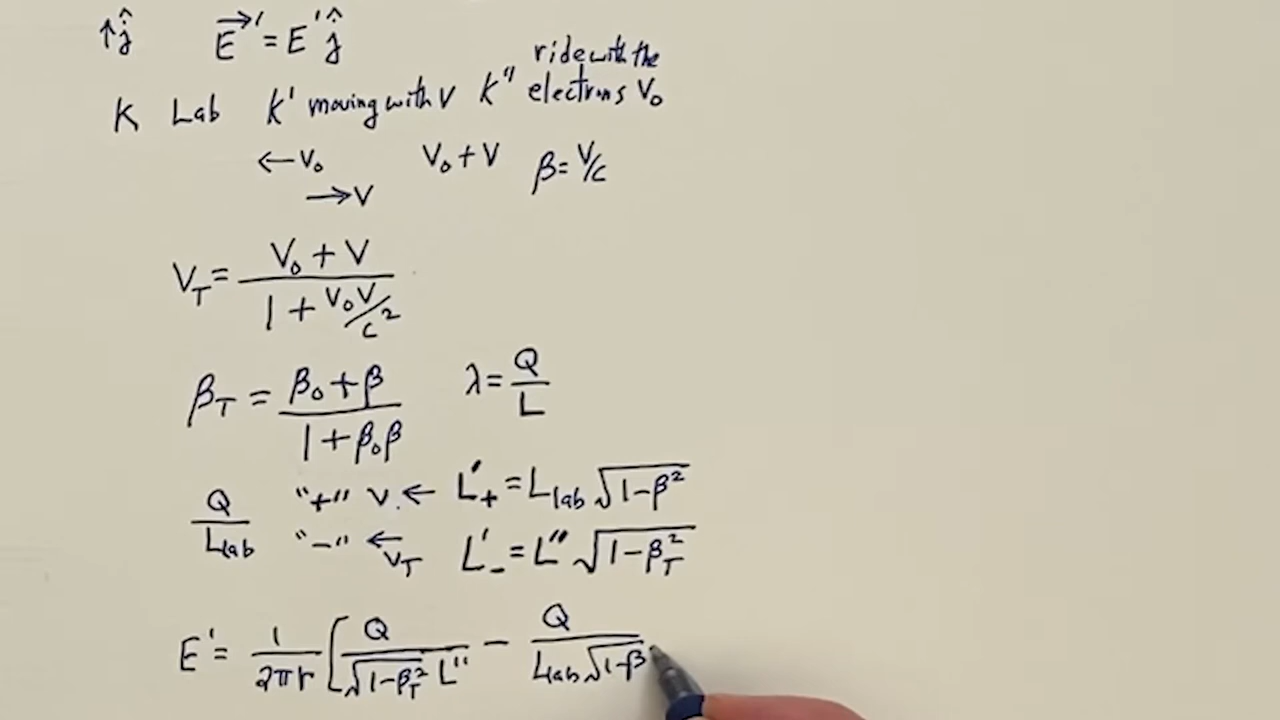 ↑ĵ E⃗' = E' ĵ
ride with the
K Lab K' moving with V K" electrons V₀
← V₀ V₀ + V β = V/c
→ V
V_T = (V₀ + V) / (1 + V₀V/c²)
β_T = (β₀ + β) / (1 + β₀β) λ = Q/L
Q/L_lab "+" v. ← L'₊ = L_lab √(1-β²)
"-" ← V_T L'₋ = L" √(1-β_T²)
E' = 1/(2πr) [ Q/(√(1-β_T²) L") - Q/(L_lab √(1-β